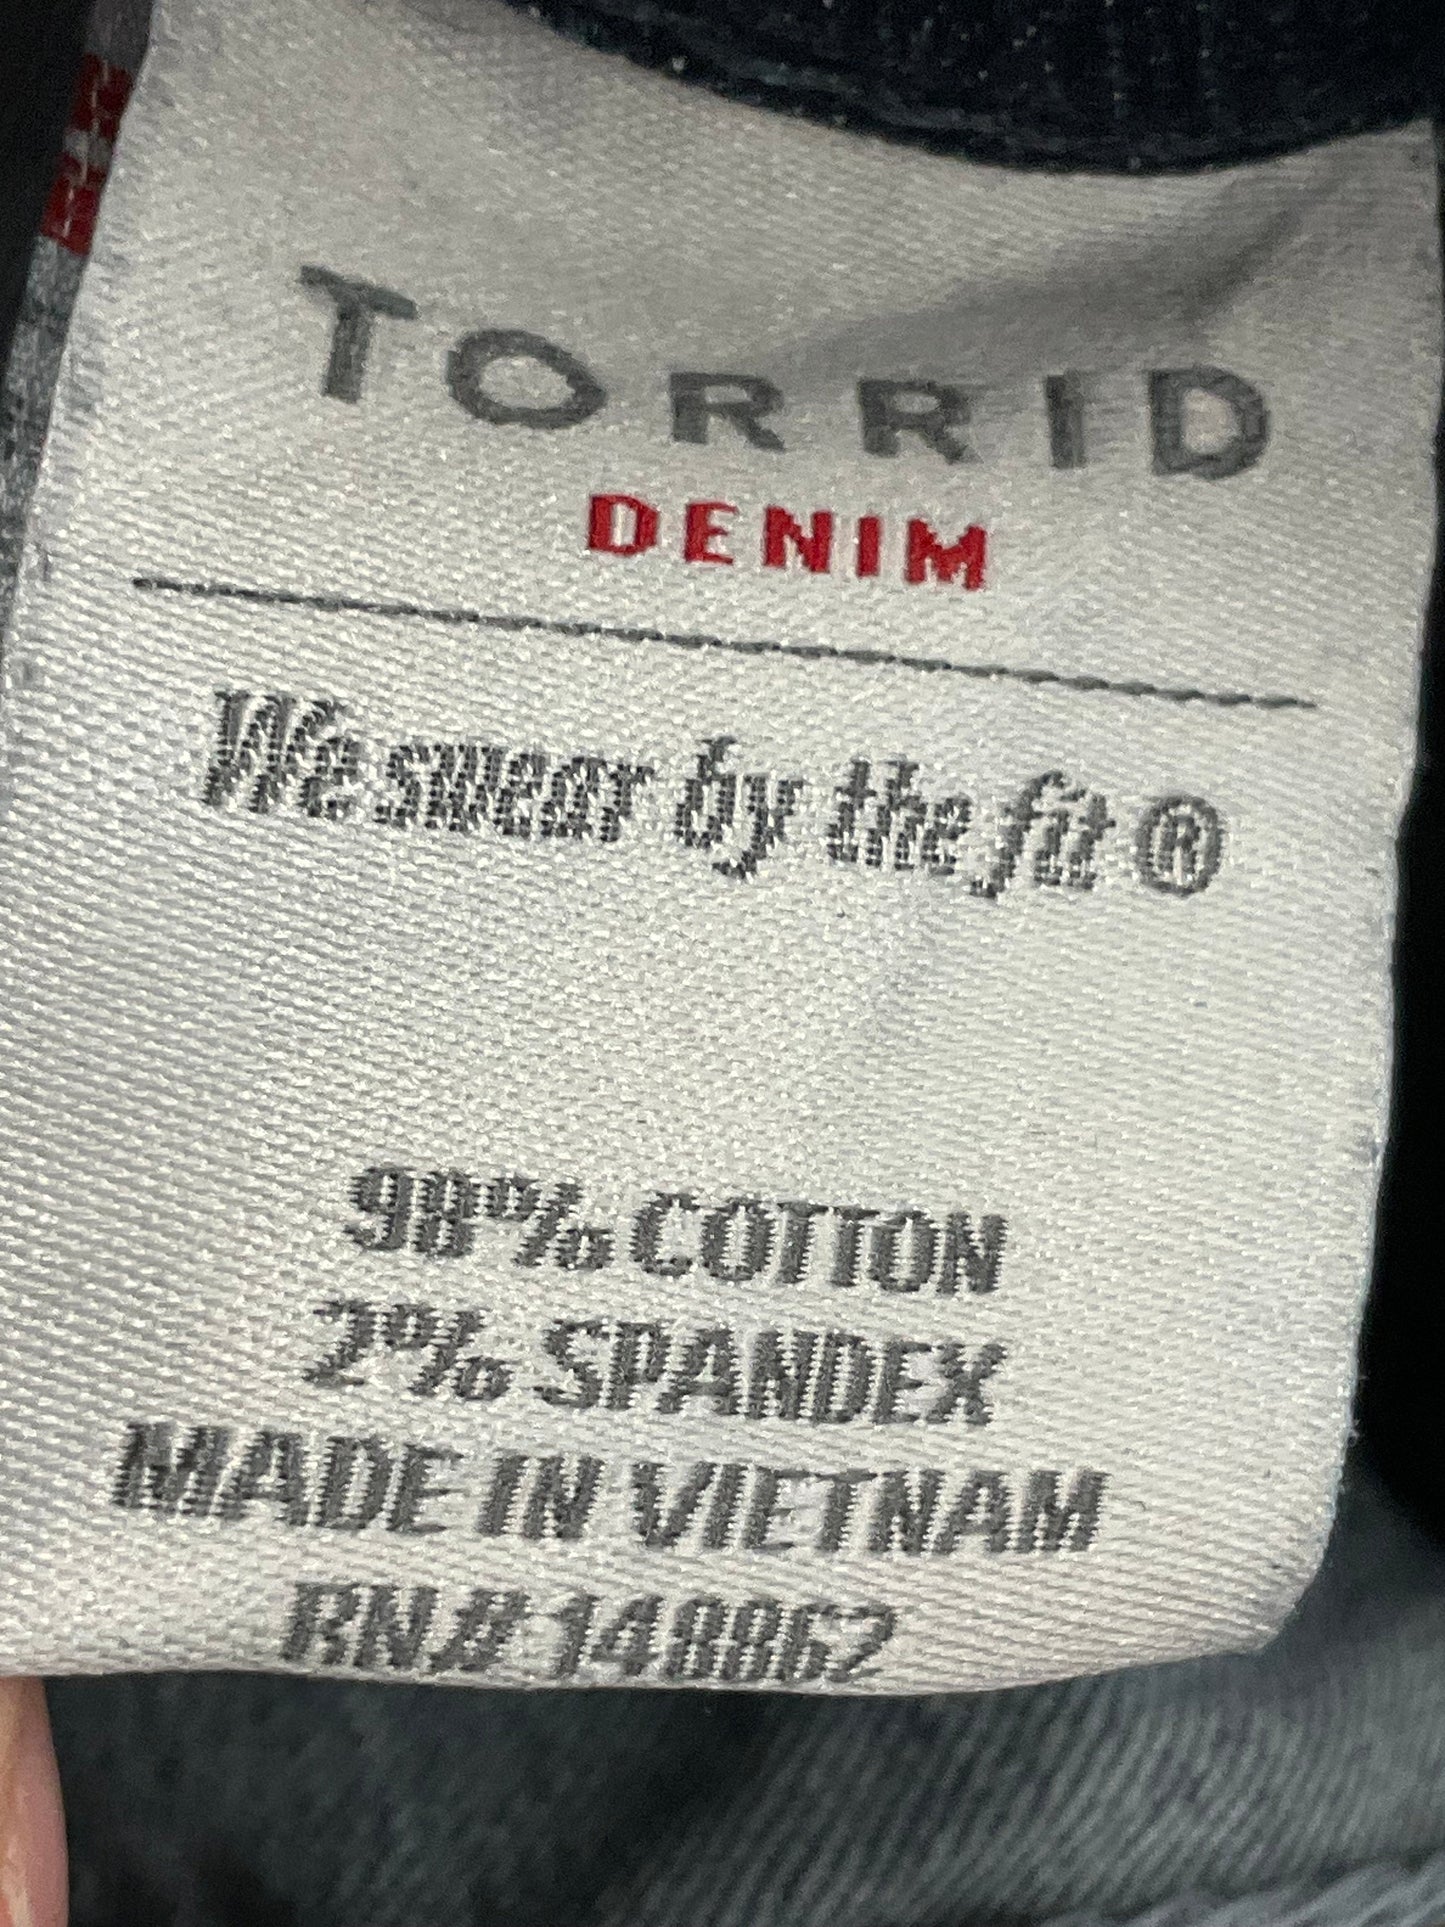 TORRID
DENIM
We swear by the fit ®
98% COTTON
2% SPANDEX
MADE IN VIETNAM
RN# 148862